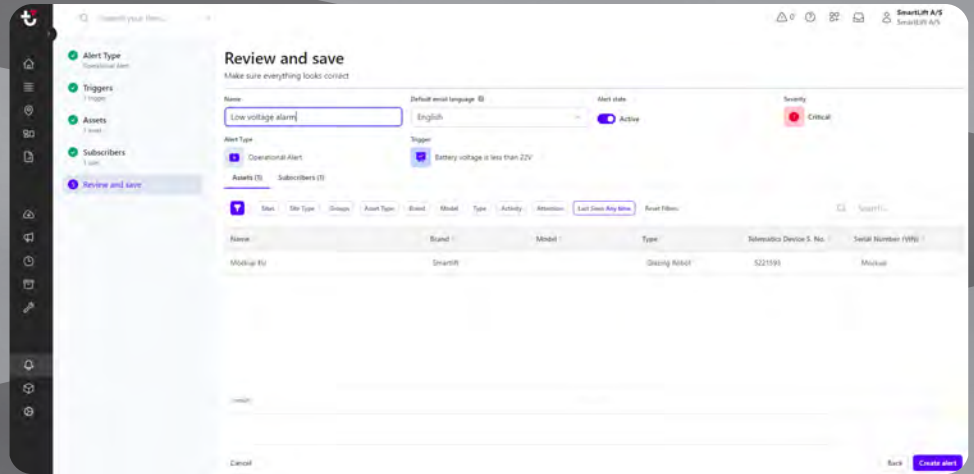 SmartLift A/S
SmartLift A/S
Alert Type
Operational Alert
Triggers
1 trigger
Assets
1 asset
Subscribers
1 user
Review and save
Review and save
Make sure everything looks correct
Name
Default email language
Alert state
Severity
Low voltage alarm
English
Active
Critical
Alert Type
Trigger
Operational Alert
Battery voltage is less than 22V
Assets (1)
Subscribers (1)
Sites
Site Type
Groups
Asset Type
Brand
Model
Type
Activity
Attention
Last Seen Any time
Reset Filters
Search...
Name
Brand
Model
Type
Telematics Device S. No.
Serial Number (VIN)
Mockup EU
Smartlift
Glazing Robot
5221595
Mockup
Cancel
Back
Create alert